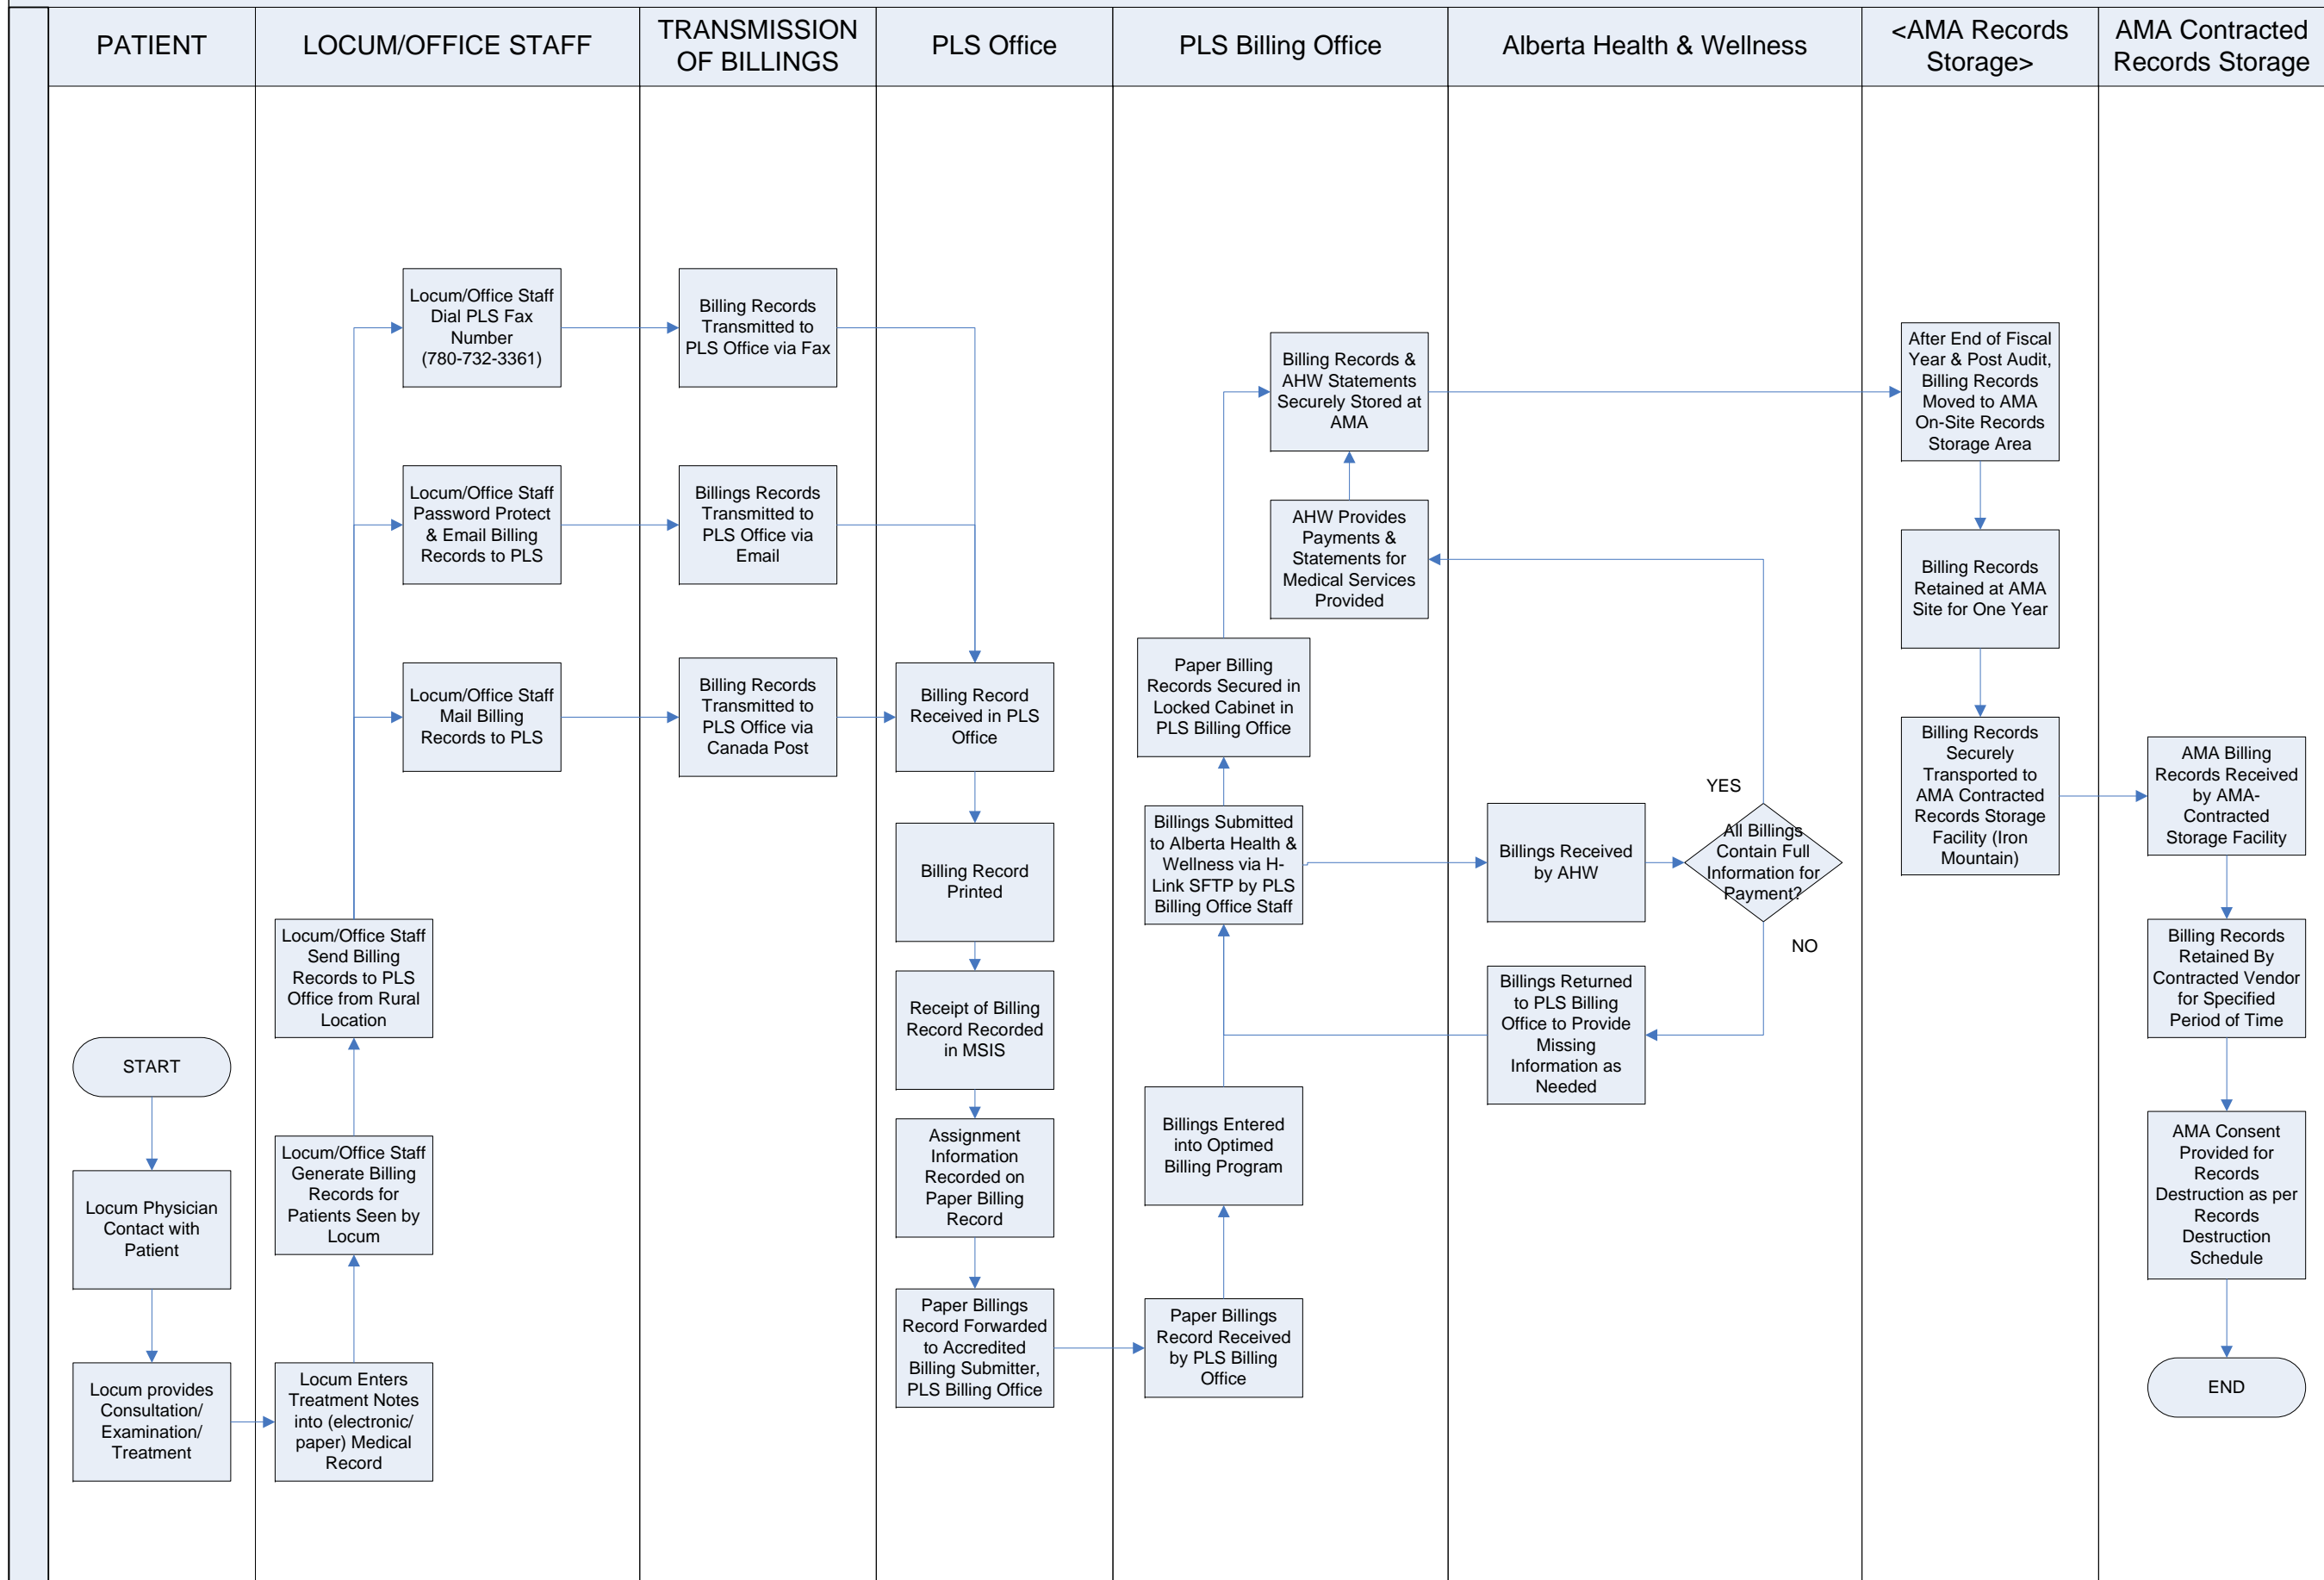 PATIENT
LOCUM/OFFICE STAFF
TRANSMISSION
OF BILLINGS
PLS Office
PLS Billing Office
Alberta Health & Wellness
<AMA Records
Storage>
AMA Contracted
Records Storage
START
Locum Physician
Contact with
Patient
Locum provides
Consultation/
Examination/
Treatment
Locum Enters
Treatment Notes
into (electronic/
paper) Medical
Record
Locum/Office Staff
Generate Billing
Records for
Patients Seen by
Locum
Locum/Office Staff
Send Billing
Records to PLS
Office from Rural
Location
Locum/Office Staff
Dial PLS Fax
Number
(780-732-3361)
Locum/Office Staff
Password Protect
& Email Billing
Records to PLS
Locum/Office Staff
Mail Billing
Records to PLS
Billing Records
Transmitted to
PLS Office via Fax
Billings Records
Transmitted to
PLS Office via
Email
Billing Records
Transmitted to
PLS Office via
Canada Post
Billing Record
Received in PLS
Office
Billing Record
Printed
Receipt of Billing
Record Recorded
in MSIS
Assignment
Information
Recorded on
Paper Billing
Record
Paper Billings
Record Forwarded
to Accredited
Billing Submitter,
PLS Billing Office
Paper Billings
Record Received
by PLS Billing
Office
Billings Entered
into Optimed
Billing Program
Billings Submitted
to Alberta Health &
Wellness via H-
Link SFTP by PLS
Billing Office Staff
Paper Billing
Records Secured in
Locked Cabinet in
PLS Billing Office
Billing Records &
AHW Statements
Securely Stored at
AMA
AHW Provides
Payments &
Statements for
Medical Services
Provided
Billings Received
by AHW
YES
All Billings
Contain Full
Information for
Payment?
NO
Billings Returned
to PLS Billing
Office to Provide
Missing
Information as
Needed
After End of Fiscal
Year & Post Audit,
Billing Records
Moved to AMA
On-Site Records
Storage Area
Billing Records
Retained at AMA
Site for One Year
Billing Records
Securely
Transported to
AMA Contracted
Records Storage
Facility (Iron
Mountain)
AMA Billing
Records Received
by AMA-
Contracted
Storage Facility
Billing Records
Retained By
Contracted Vendor
for Specified
Period of Time
AMA Consent
Provided for
Records
Destruction as per
Records
Destruction
Schedule
END